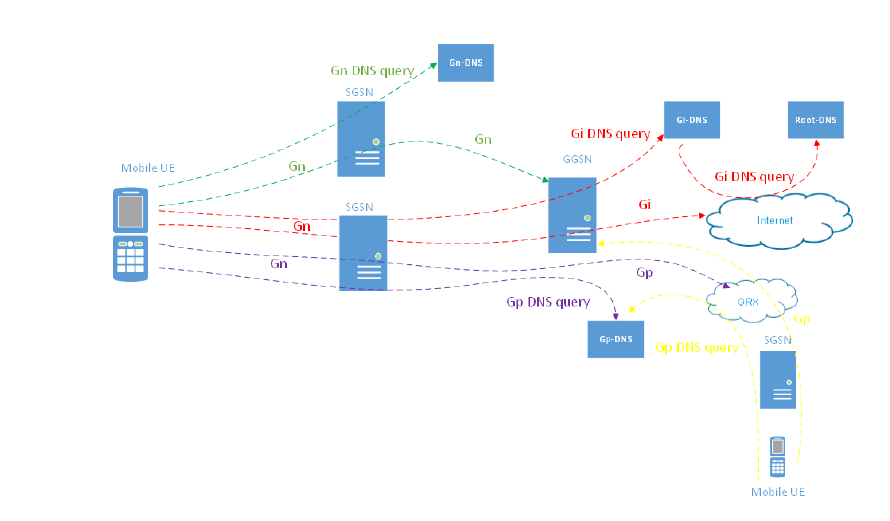 Gn-DNS
Gn DNS query
SGSN
Gi-DNS
Root-DNS
Gi DNS query
Gn
GGSN
Mobile UE
Gn
Gi DNS query
SGSN
Gi
Internet
Gn
Gn
Gp
GRX
Gp DNS query
Gp
Gp-DNS
Gp DNS query
SGSN
Mobile UE